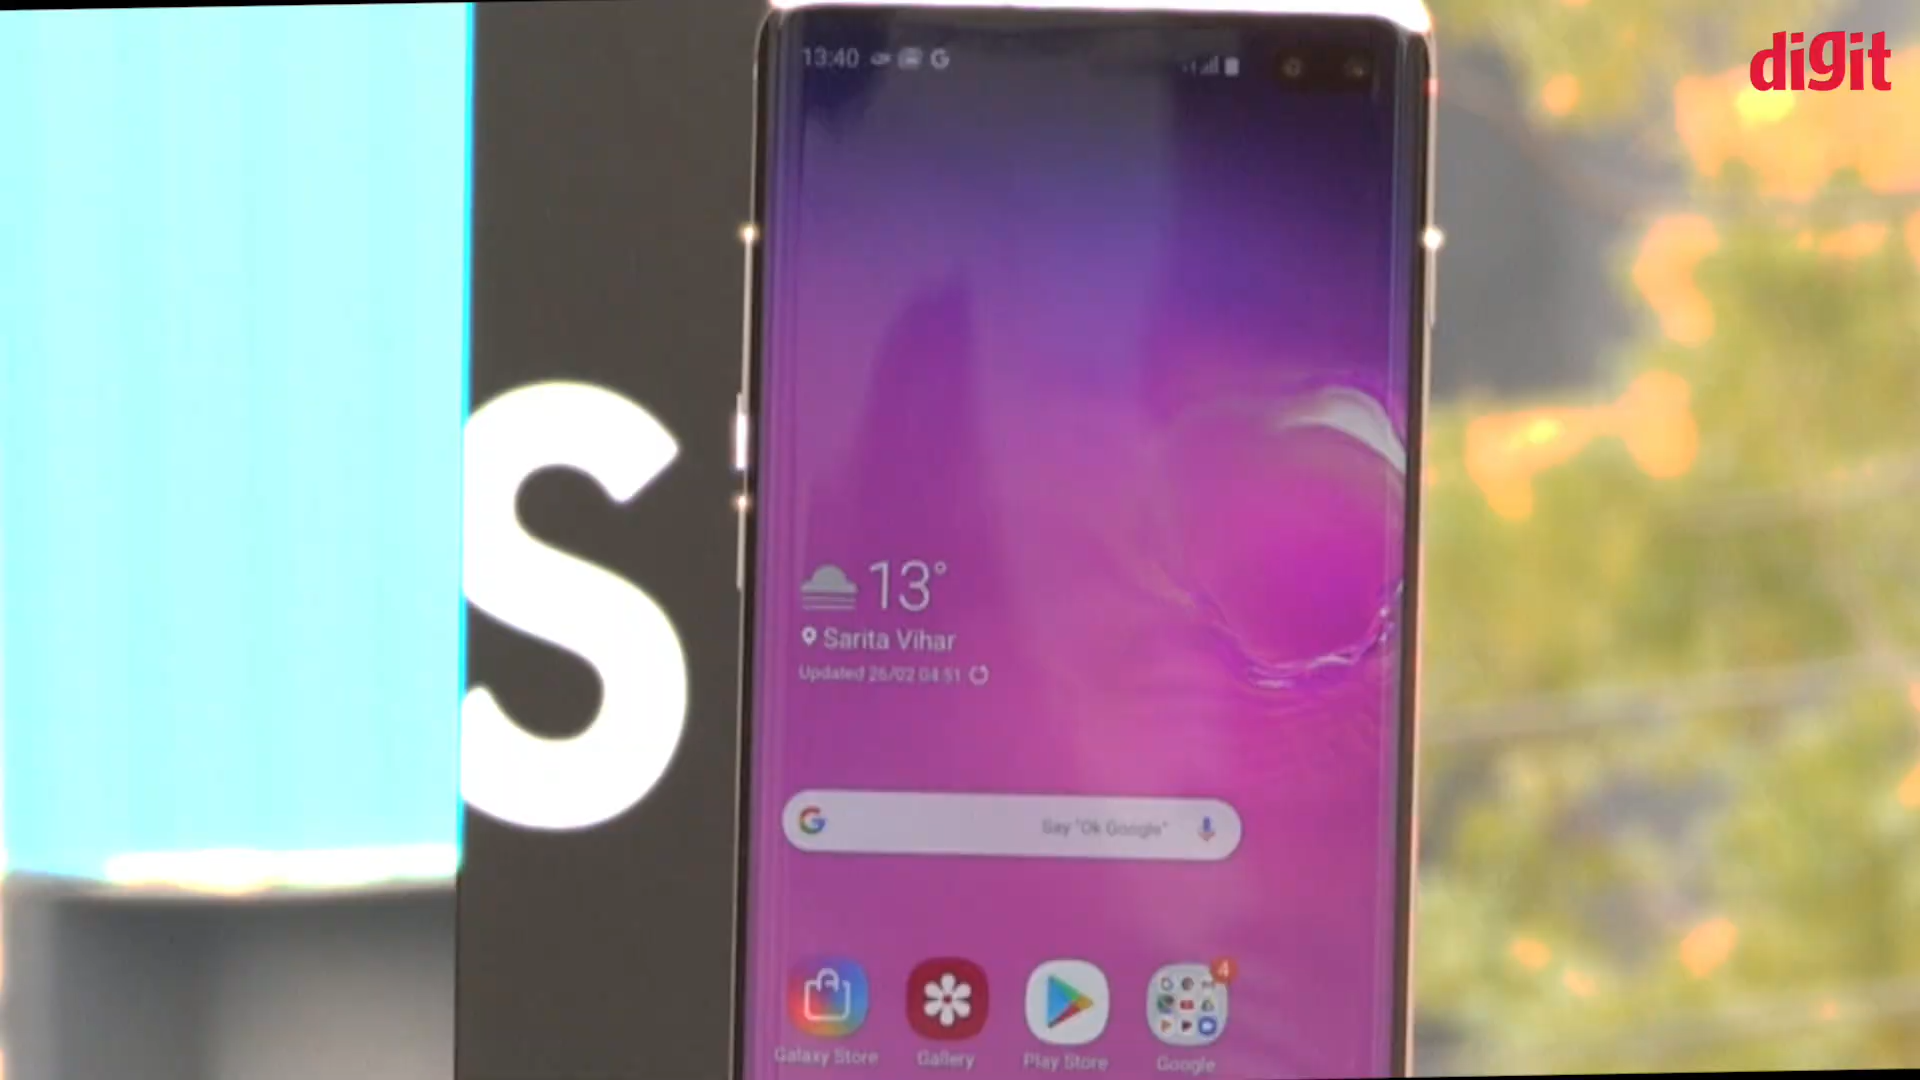 digit
13:40
S
13°
Sarita Vihar
Updated 26/02 04:51
Say "Ok Google"
4
Galaxy Store
Gallery
Play Store
Google